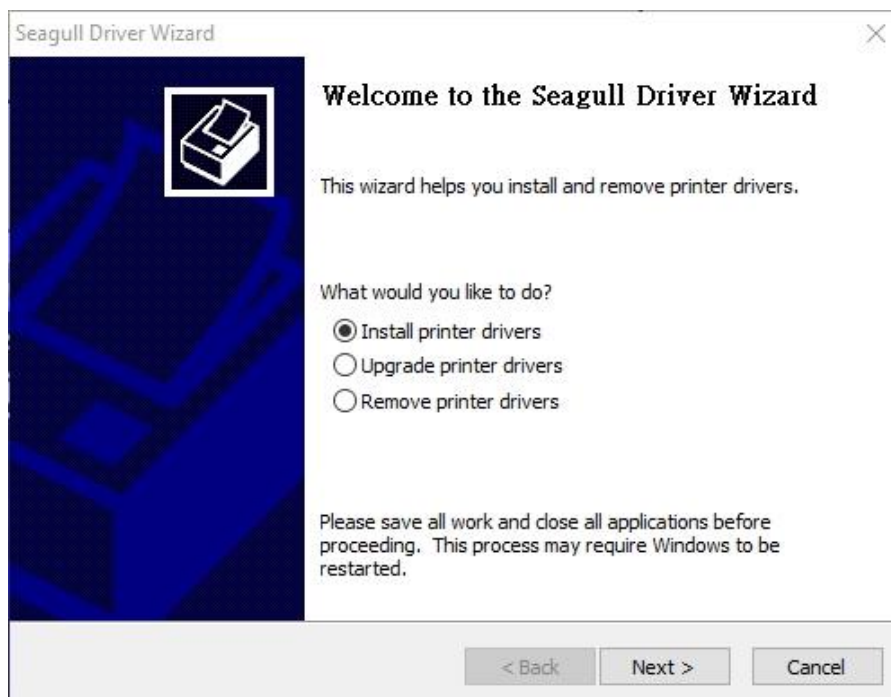 Seagull Driver Wizard
Welcome to the Seagull Driver Wizard
This wizard helps you install and remove printer drivers.
What would you like to do?
Install printer drivers
Upgrade printer drivers
Remove printer drivers
Please save all work and close all applications before
proceeding.  This process may require Windows to be
restarted.
< Back Next > Cancel